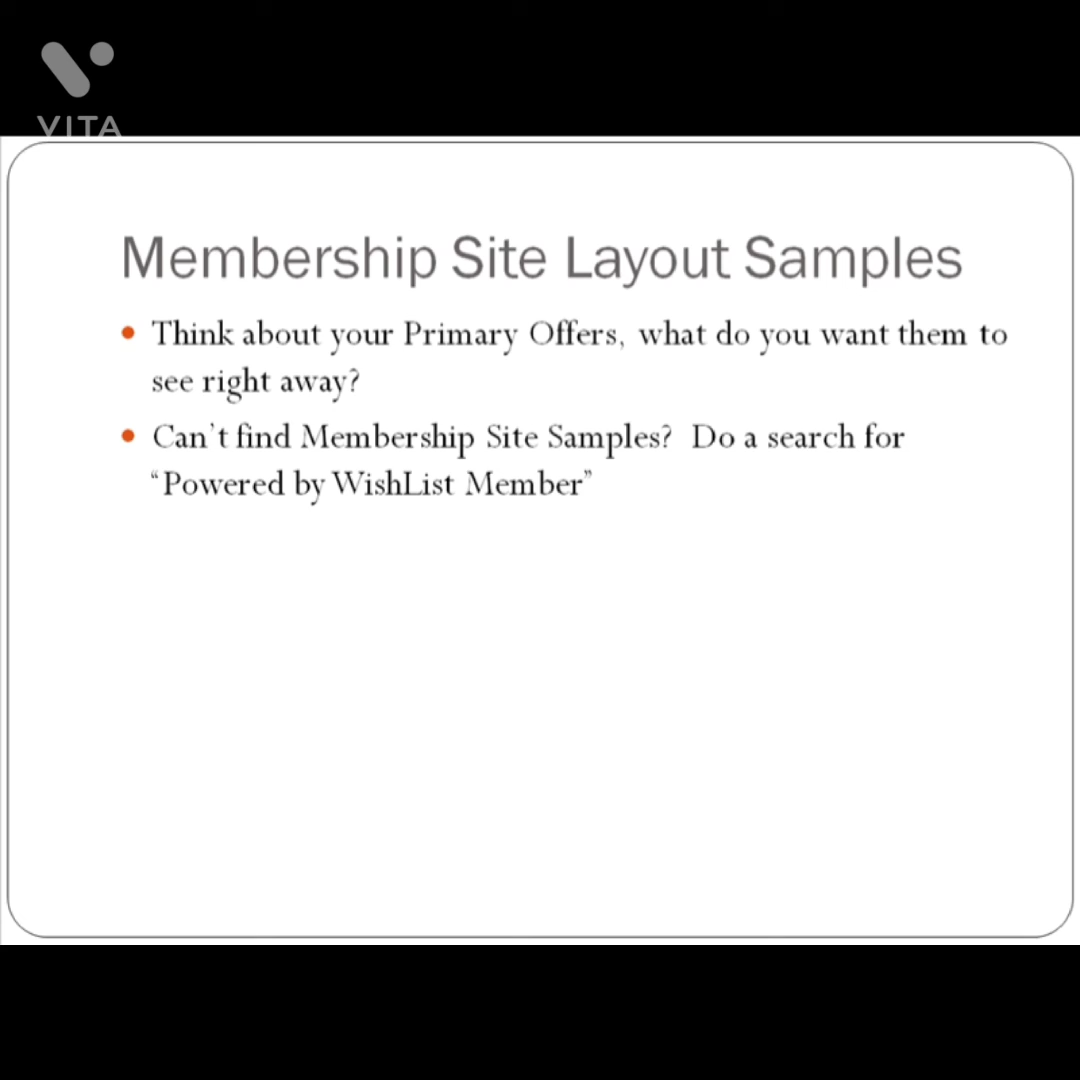 VITA
Membership Site Layout Samples
Think about your Primary Offers, what do you want them to
see right away?
Can't find Membership Site Samples?  Do a search for
“Powered by WishList Member”